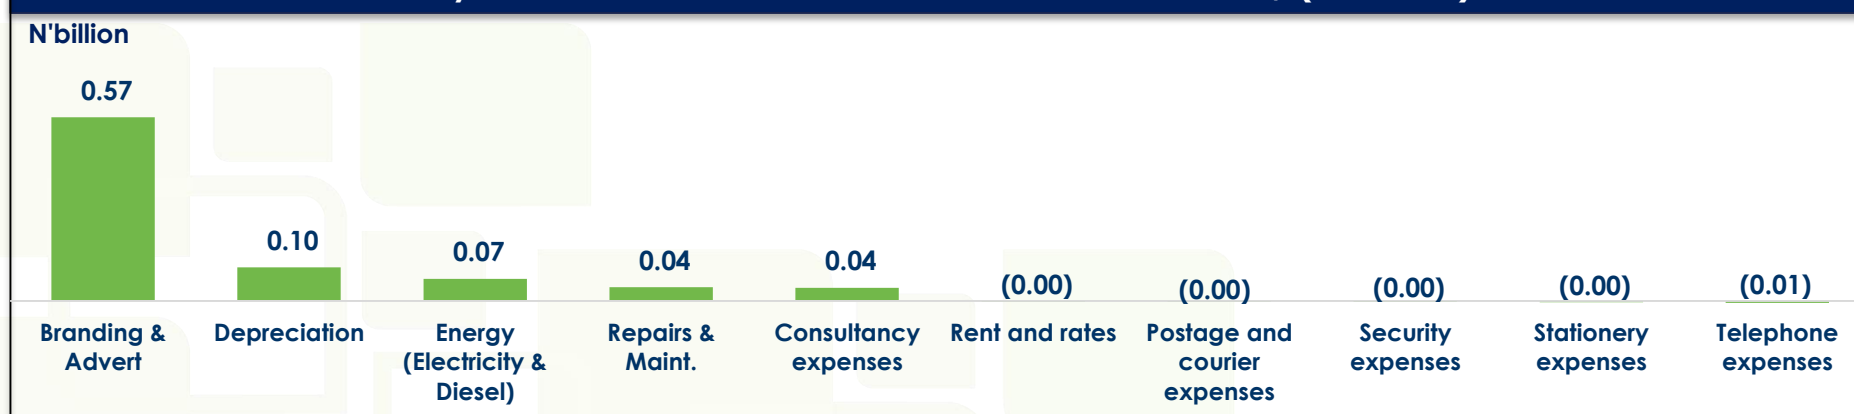 N'billion
0.57
0.10
0.07
0.04
0.04
(0.00)
(0.00)
(0.00)
(0.00)
(0.01)
Branding &
Advert
Depreciation
Energy
(Electricity &
Diesel)
Repairs &
Maint.
Consultancy
expenses
Rent and rates
Postage and
courier
expenses
Security
expenses
Stationery
expenses
Telephone
expenses